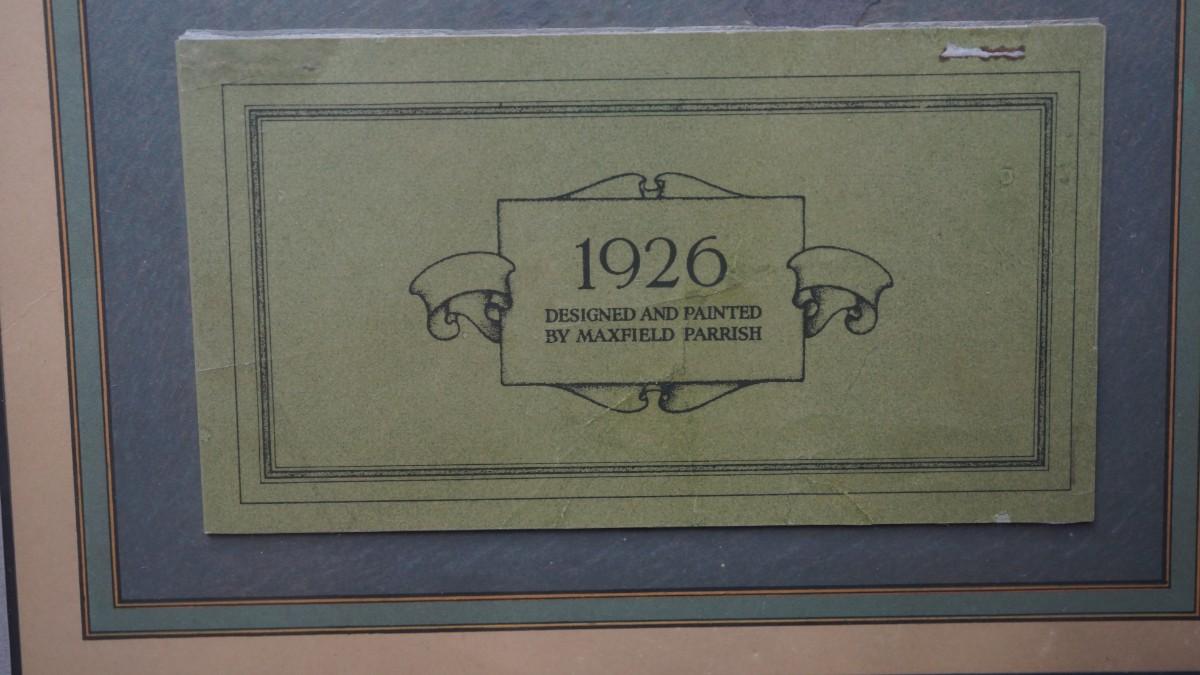 1926
DESIGNED AND PAINTED
BY MAXFIELD PARRISH